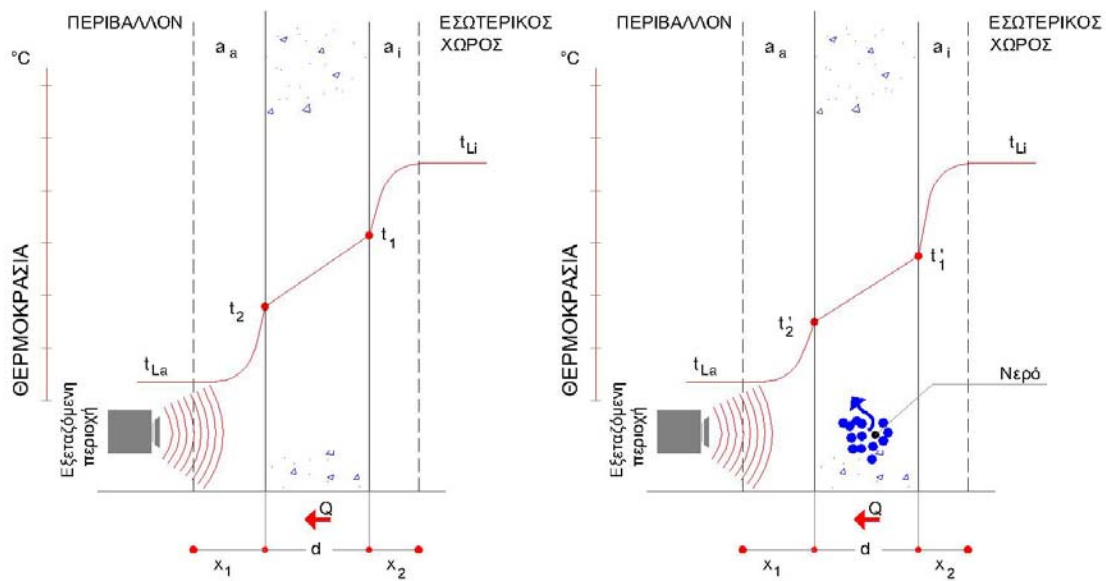 ΠΕΡΙΒΑΛΛΟΝ
ΕΣΩΤΕΡΙΚΟΣ
ΧΩΡΟΣ
°C
a a
a i
t Li
t 1
t 2
t La
ΘΕΡΜΟΚΡΑΣΙΑ
Εξεταζόμενη
περιοχή
Q
d
x 1
x 2
ΠΕΡΙΒΑΛΛΟΝ
ΕΣΩΤΕΡΙΚΟΣ
ΧΩΡΟΣ
°C
a a
a i
t Li
t 1 '
t 2 '
t La
Νερό
ΘΕΡΜΟΚΡΑΣΙΑ
Εξεταζόμενη
περιοχή
Q
d
x 1
x 2